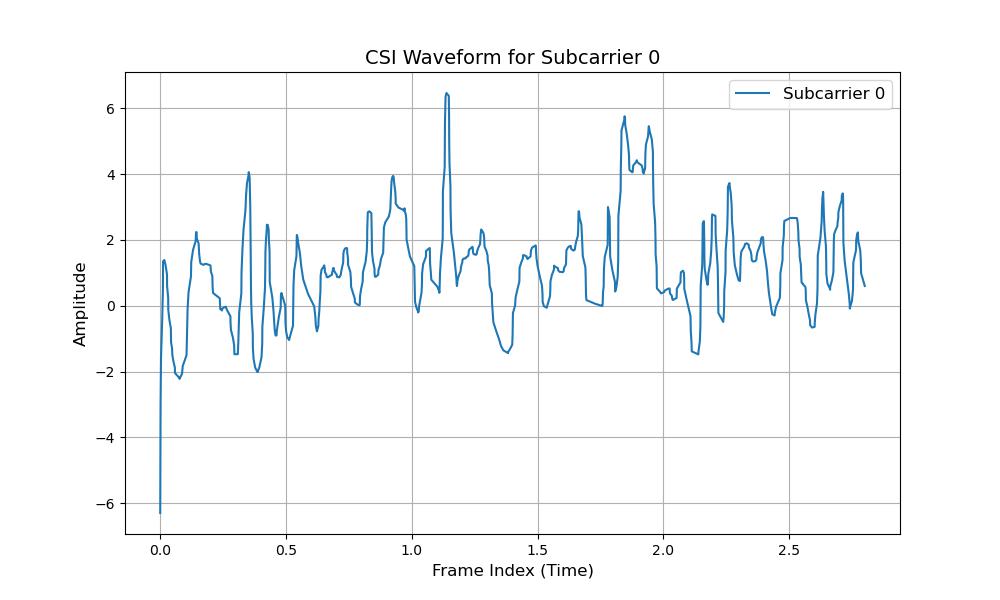 CSI Waveform for Subcarrier 0
Subcarrier 0
Amplitude
6
4
2
0
−2
−4
−6
0.0 0.5 1.0 1.5 2.0 2.5
Frame Index (Time)